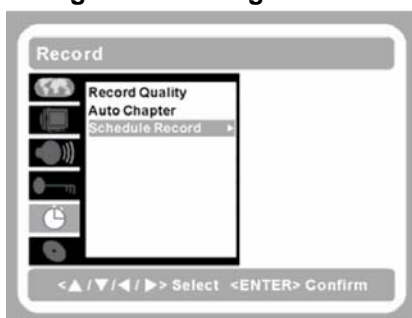 Record
Record Quality
Auto Chapter
Schedule Record ▶
<▲/▼/◀/▶> Select <ENTER> Confirm